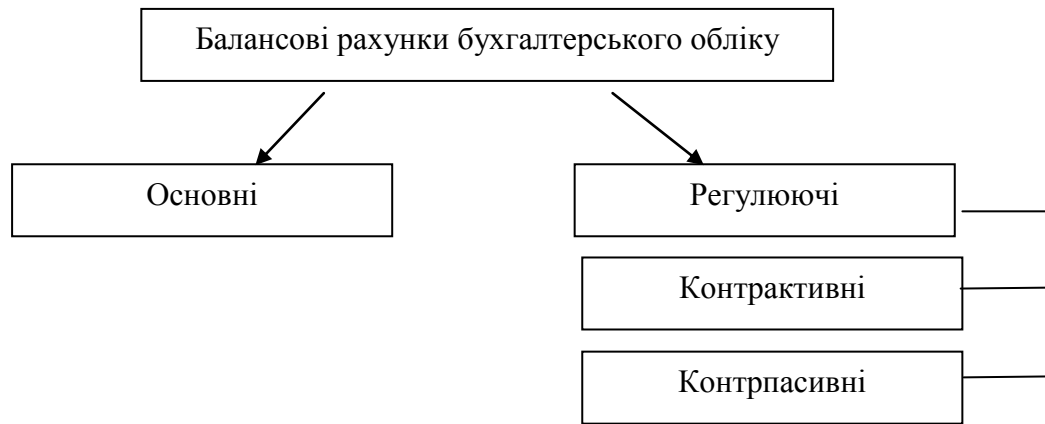 Балансові рахунки бухгалтерського обліку
Основні
Регулюючі
Контрактивні
Контрпасивні